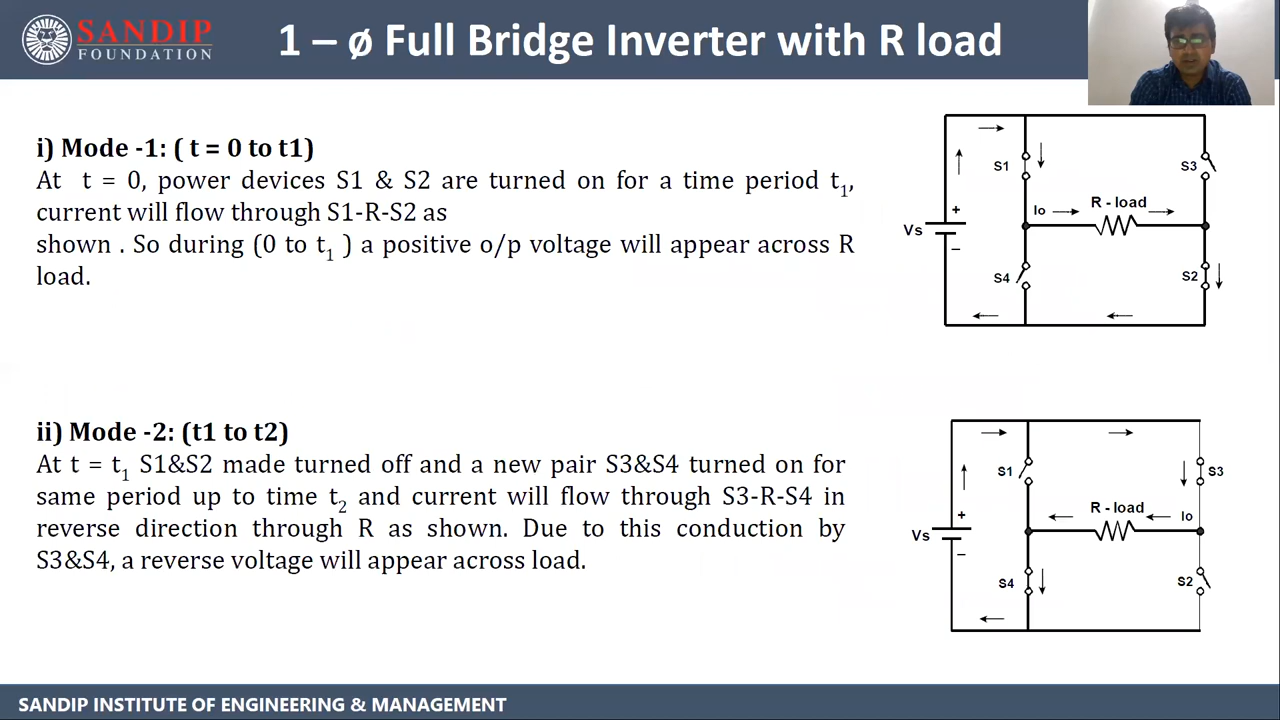 SANDIP
FOUNDATION
1 – ø Full Bridge Inverter with R load
i) Mode -1: ( t = 0 to t1)
At t = 0, power devices S1 & S2 are turned on for a time period t₁,
current will flow through S1-R-S2 as
shown . So during (0 to t₁ ) a positive o/p voltage will appear across R
load.
S1
S3
R - load
Io
Vs
+
–
S4
S2
ii) Mode -2: (t1 to t2)
At t = t₁ S1&S2 made turned off and a new pair S3&S4 turned on for
same period up to time t₂ and current will flow through S3-R-S4 in
reverse direction through R as shown. Due to this conduction by
S3&S4, a reverse voltage will appear across load.
S1
S3
R - load
Io
Vs
+
–
S4
S2
SANDIP INSTITUTE OF ENGINEERING & MANAGEMENT